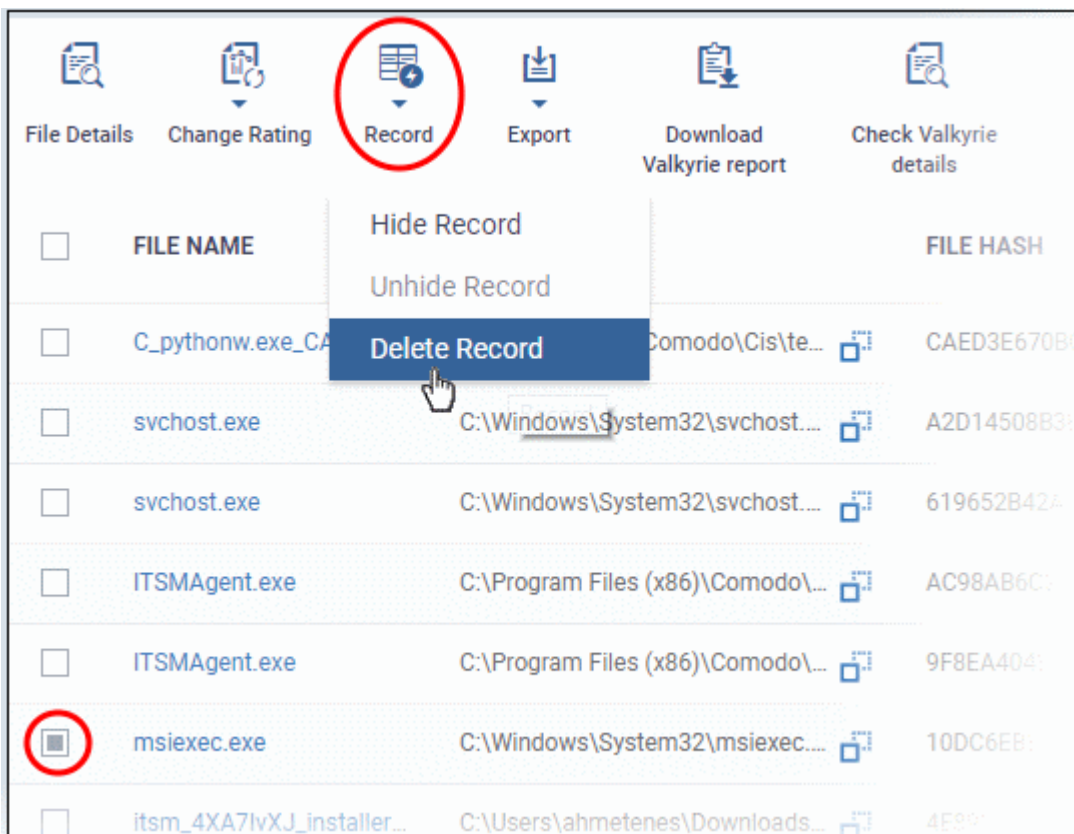 File Details
Change Rating
Record
Export
Download
Valkyrie report
Check Valkyrie
details
Hide Record
Unhide Record
Delete Record
FILE NAME
FILE HASH
C_pythonw.exe_CA
Comodo\Cis\te...
CAED3E670B
svchost.exe
C:\Windows\System32\svchost....
A2D14508B3
svchost.exe
C:\Windows\System32\svchost....
619652B42A
ITSMAgent.exe
C:\Program Files (x86)\Comodo\...
AC98AB6C
ITSMAgent.exe
C:\Program Files (x86)\Comodo\...
9F8EA404
msiexec.exe
C:\Windows\System32\msiexec....
10DC6EB
itsm_4XA7lvXJ_installer...
C:\Users\ahmetenes\Downloads...